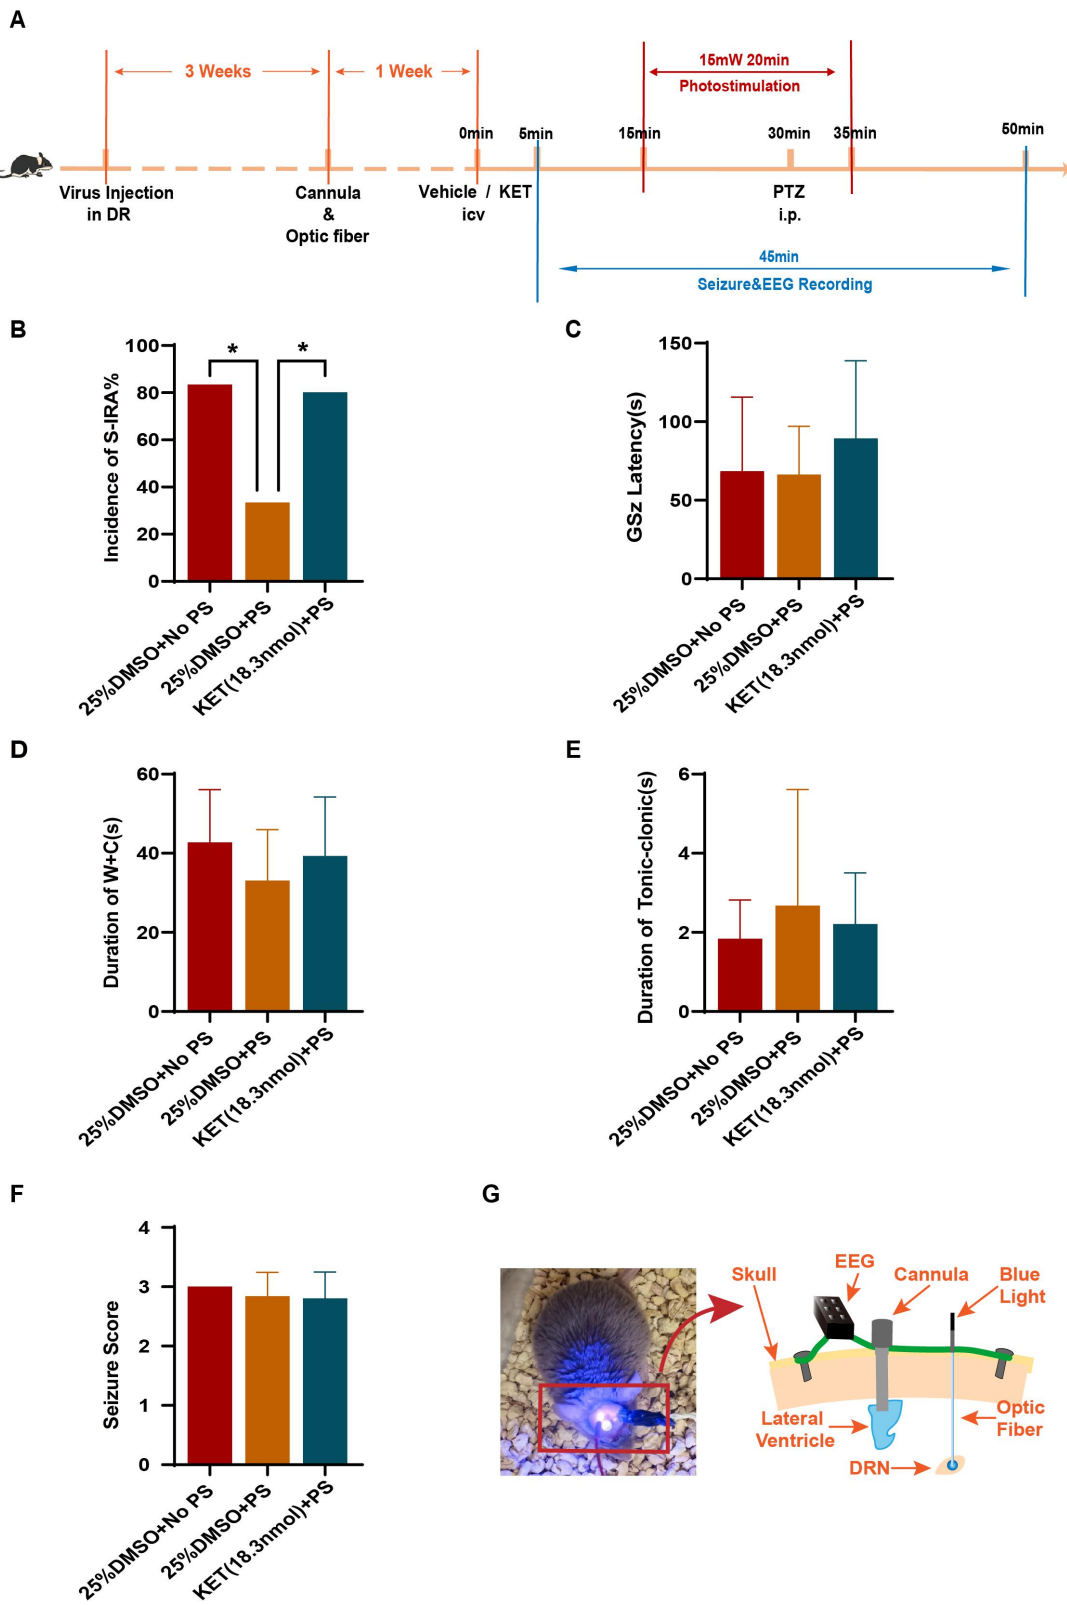 A
3 Weeks
1 Week
15mW 20min
Photostimulation
0min
5min
15min
30min
35min
50min
Virus Injection
in DR
Cannula
&
Optic fiber
Vehicle / KET
icv
PTZ
i.p.
45min
Seizure&EEG Recording
B
Incidence of S-IRA%
100
80
60
40
20
0
*
*
25%DMSO+No PS
25%DMSO+PS
KET(18.3nmol)+PS
C
GSz Latency(s)
150
100
50
0
25%DMSO+No PS
25%DMSO+PS
KET(18.3nmol)+PS
D
Duration of W+C(s)
60
40
20
0
25%DMSO+No PS
25%DMSO+PS
KET(18.3nmol)+PS
E
Duration of Tonic-clonic(s)
6
4
2
0
25%DMSO+No PS
25%DMSO+PS
KET(18.3nmol)+PS
F
Seizure Score
4
3
2
1
0
25%DMSO+No PS
25%DMSO+PS
KET(18.3nmol)+PS
G
Skull
EEG
Cannula
Blue
Light
Lateral
Ventricle
Optic
Fiber
DRN